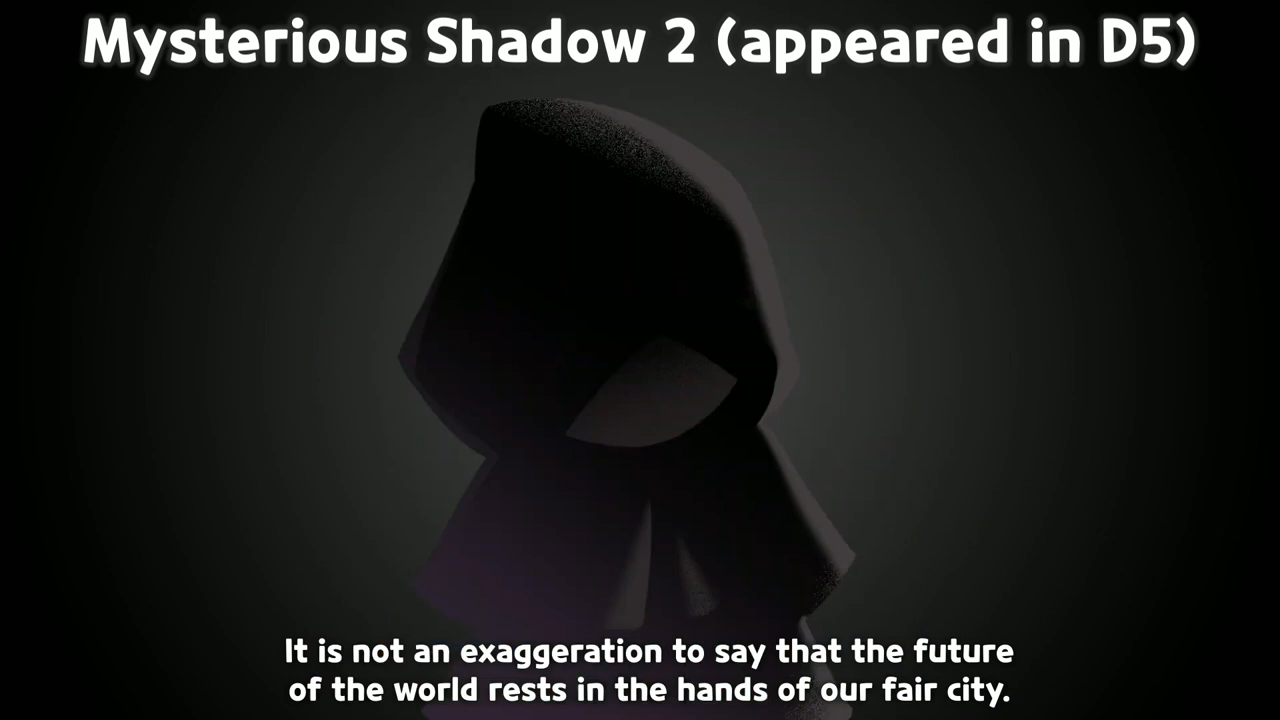 Mysterious Shadow 2 (appeared in D5)
It is not an exaggeration to say that the future
of the world rests in the hands of our fair city.